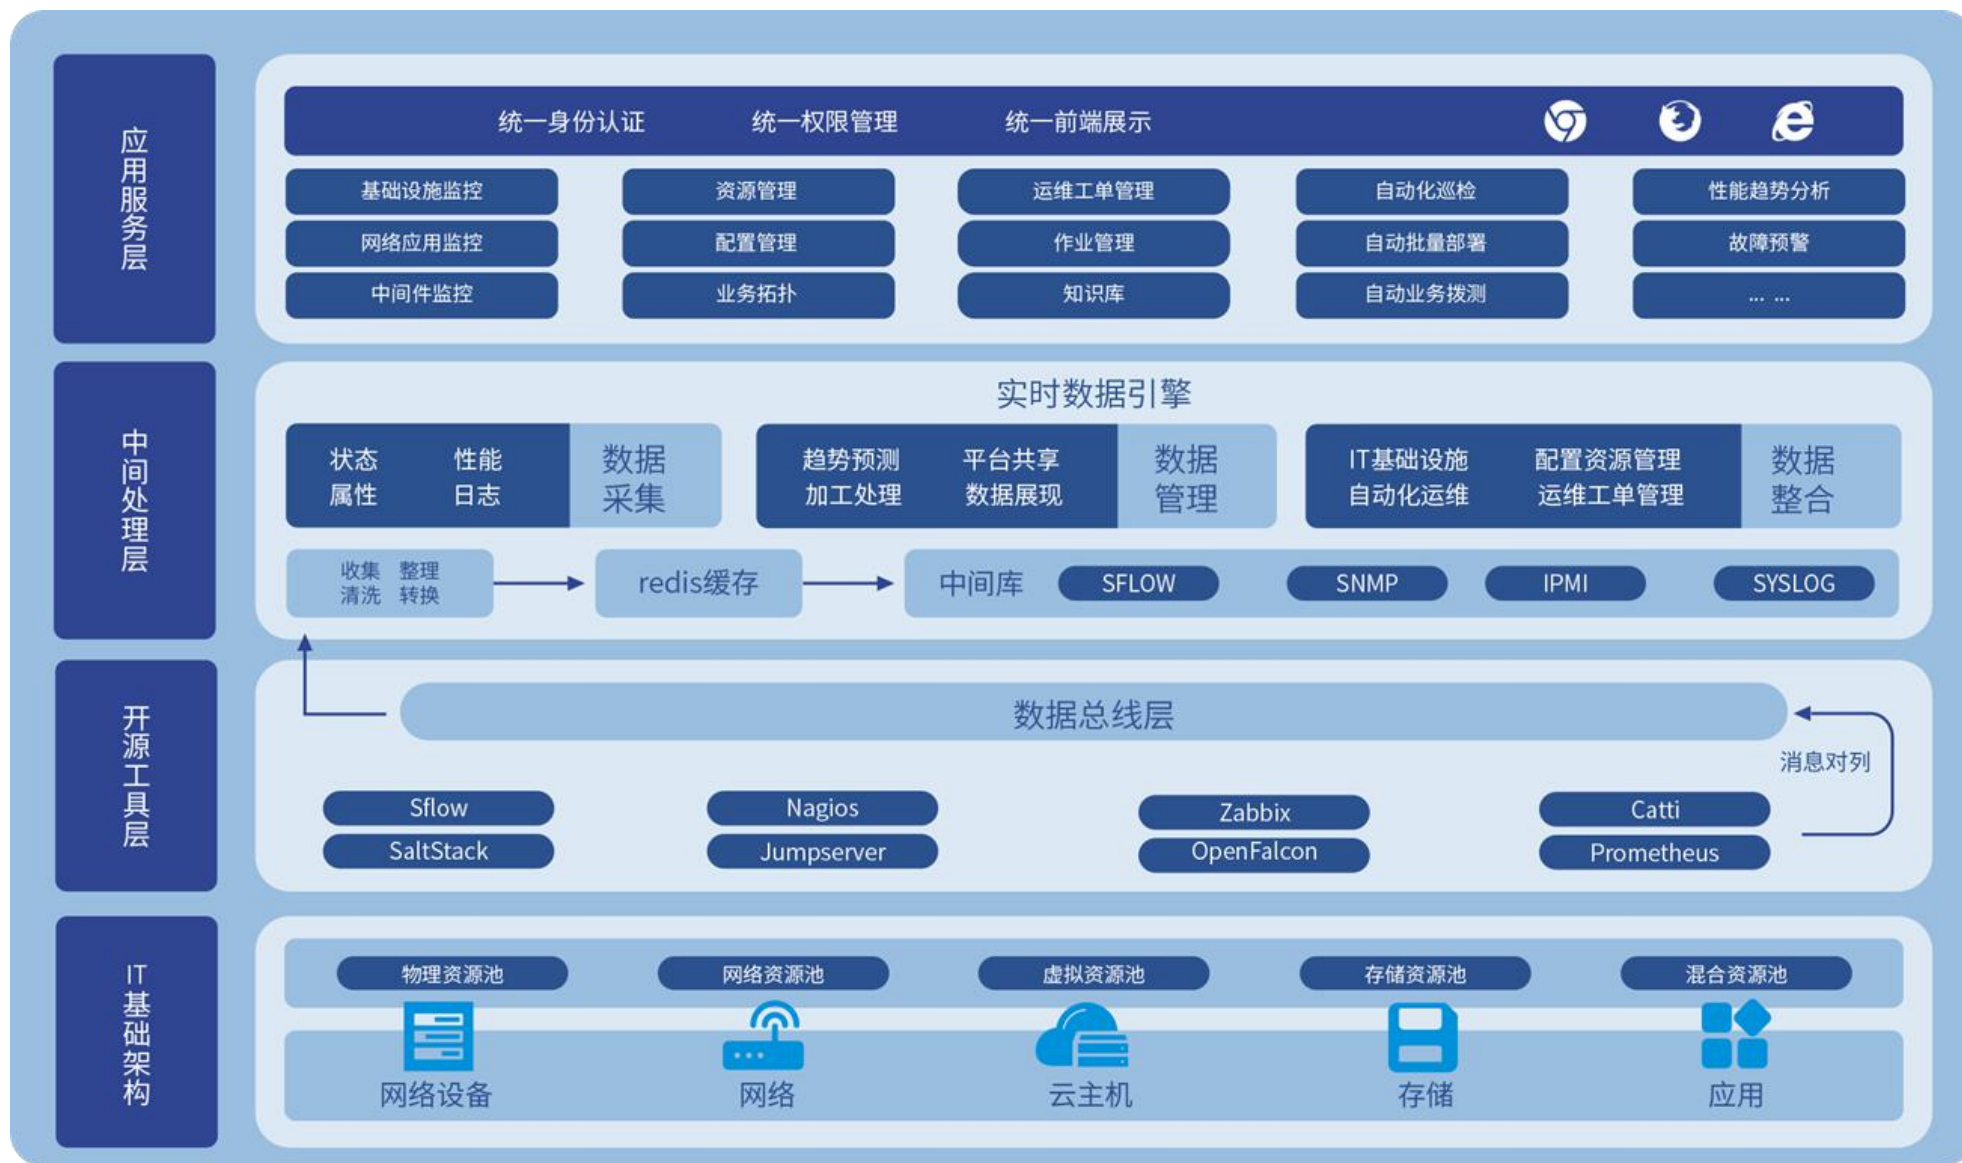 应用服务层
统一身份认证 统一权限管理 统一前端展示
基础设施监控 资源管理 运维工单管理 自动化巡检 性能趋势分析
网络应用监控 配置管理 作业管理 自动批量部署 故障预警
中间件监控 业务拓扑 知识库 自动业务拨测 ... ...
中间处理层
实时数据引擎
状态 性能
属性 日志
数据
采集
趋势预测 平台共享
加工处理 数据展现
数据
管理
IT基础设施 配置资源管理
自动化运维 运维工单管理
数据
整合
收集 整理
清洗 转换
redis缓存
中间库 SFLOW SNMP IPMI SYSLOG
开源工具层
数据总线层
消息对列
Sflow Nagios Zabbix Catti
SaltStack Jumpserver OpenFalcon Prometheus
IT基础架构
物理资源池 网络资源池 虚拟资源池 存储资源池 混合资源池
网络设备 网络 云主机 存储 应用